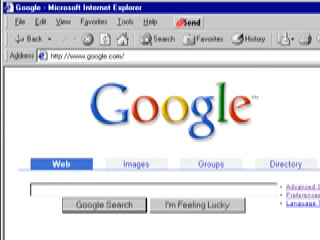 Google - Microsoft Internet Explorer
File Edit View Favorites Tools Help Send
Back Search Favorites History
Address http://www.google.com/
Google™
Web Images Groups Directory
Advanced S
Preferences
Language T
Google Search I'm Feeling Lucky